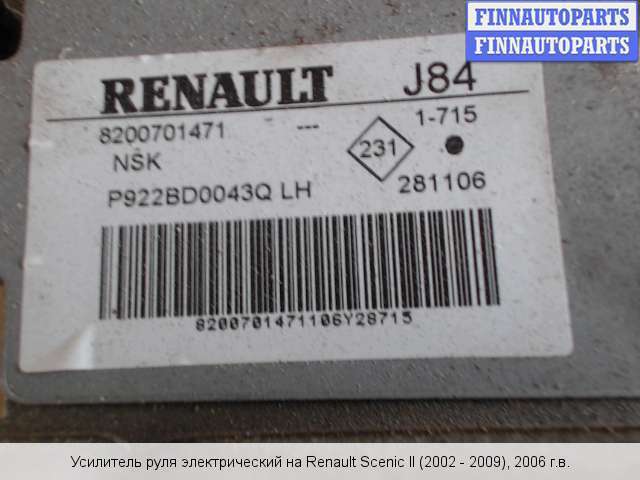 FINNAUTOPARTS
FINNAUTOPARTS
RENAULT J84
8200701471 --- 1-715
NSK 231
P922BD0043Q LH 281106
8200701471106Y28715
Усилитель руля электрический на Renault Scenic II (2002 - 2009), 2006 г.в.